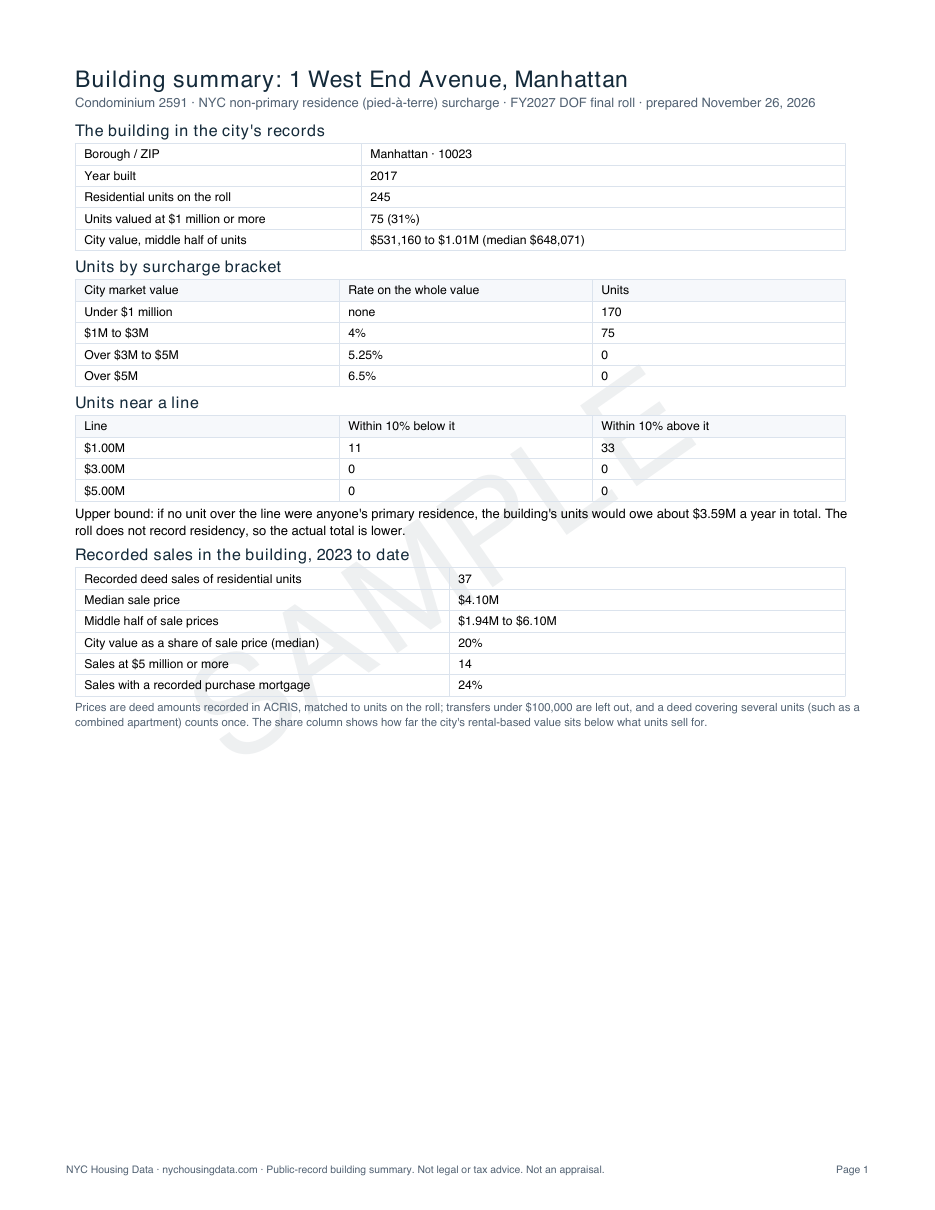 Building summary: 1 West End Avenue, Manhattan
Condominium 2591 · NYC non-primary residence (pied-à-terre) surcharge · FY2027 DOF final roll · prepared November 26, 2026
The building in the city's records
Borough / ZIP Manhattan · 10023
Year built 2017
Residential units on the roll 245
Units valued at $1 million or more 75 (31%)
City value, middle half of units $531,160 to $1.01M (median $648,071)
Units by surcharge bracket
City market value Rate on the whole value Units
Under $1 million none 170
$1M to $3M 4% 75
Over $3M to $5M 5.25% 0
Over $5M 6.5% 0
Units near a line
Line Within 10% below it Within 10% above it
$1.00M 11 33
$3.00M 0 0
$5.00M 0 0
Upper bound: if no unit over the line were anyone's primary residence, the building's units would owe about $3.59M a year in total. The
roll does not record residency, so the actual total is lower.
Recorded sales in the building, 2023 to date
Recorded deed sales of residential units 37
Median sale price $4.10M
Middle half of sale prices $1.94M to $6.10M
City value as a share of sale price (median) 20%
Sales at $5 million or more 14
Sales with a recorded purchase mortgage 24%
Prices are deed amounts recorded in ACRIS, matched to units on the roll; transfers under $100,000 are left out, and a deed covering several units (such as a
combined apartment) counts once. The share column shows how far the city's rental-based value sits below what units sell for.
SAMPLE
NYC Housing Data · nychousingdata.com · Public-record building summary. Not legal or tax advice. Not an appraisal. Page 1